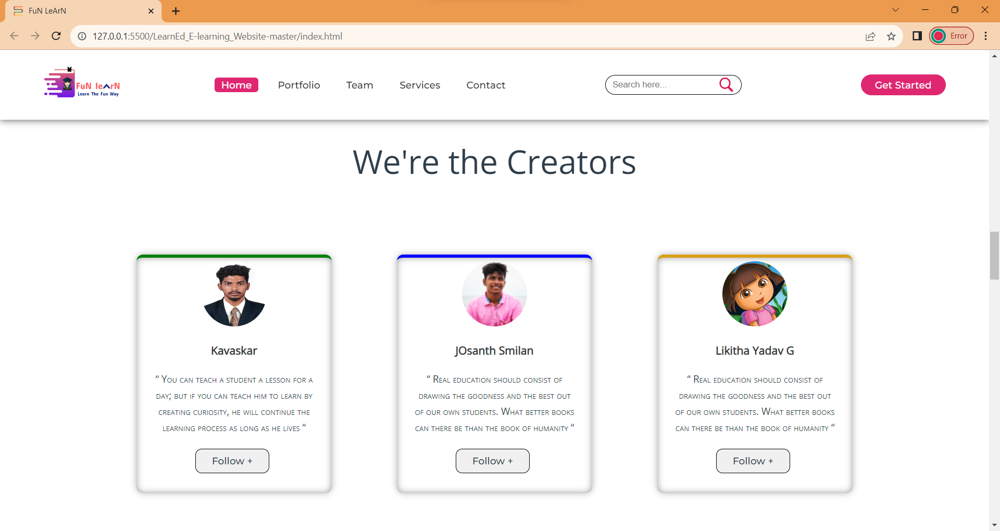 FuN LeArN
127.0.0.1:5500/LearnEd_E-learning_Website-master/index.html
Error
FuN leArN
Learn The Fun Way
Home Portfolio Team Services Contact
Search here...
Get Started
We're the Creators
Kavaskar
“ You can teach a student a lesson for a
day; but if you can teach him to learn by
creating curiosity, he will continue the
learning process as long as he lives “
Follow +
JOsanth Smilan
“ Real education should consist of
drawing the goodness and the best out
of our own students. What better books
can there be than the book of humanity “
Follow +
Likitha Yadav G
“ Real education should consist of
drawing the goodness and the best out
of our own students. What better books
can there be than the book of humanity “
Follow +